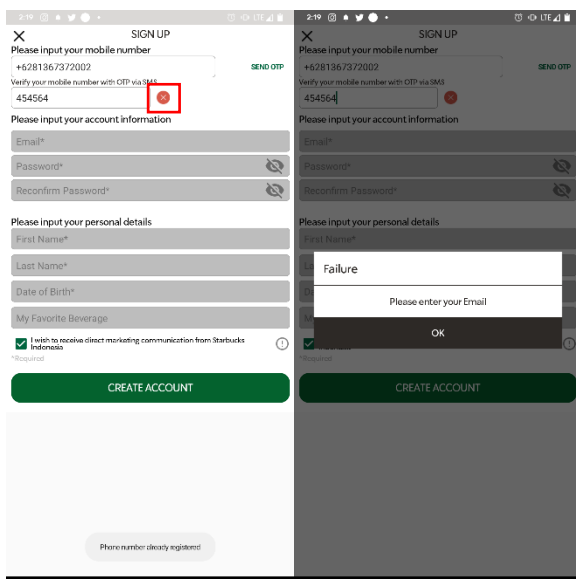 2:19
LTE
SIGN UP
Please input your mobile number
+6281367372002
SEND OTP
Verify your mobile number with OTP via SMS
454564
Please input your account information
Email*
Password*
Reconfirm Password*
Please input your personal details
First Name*
Last Name*
Date of Birth*
My Favorite Beverage
I wish to receive direct marketing communication from Starbucks
Indonesia
*Required
CREATE ACCOUNT
Phone number already registered
2:19
LTE
SIGN UP
Please input your mobile number
+6281367372002
SEND OTP
Verify your mobile number with OTP via SMS
454564
Please input your account information
Email*
Password*
Reconfirm Password*
Please input your personal details
First Name*
Failure
Please enter your Email
OK
*Required
CREATE ACCOUNT